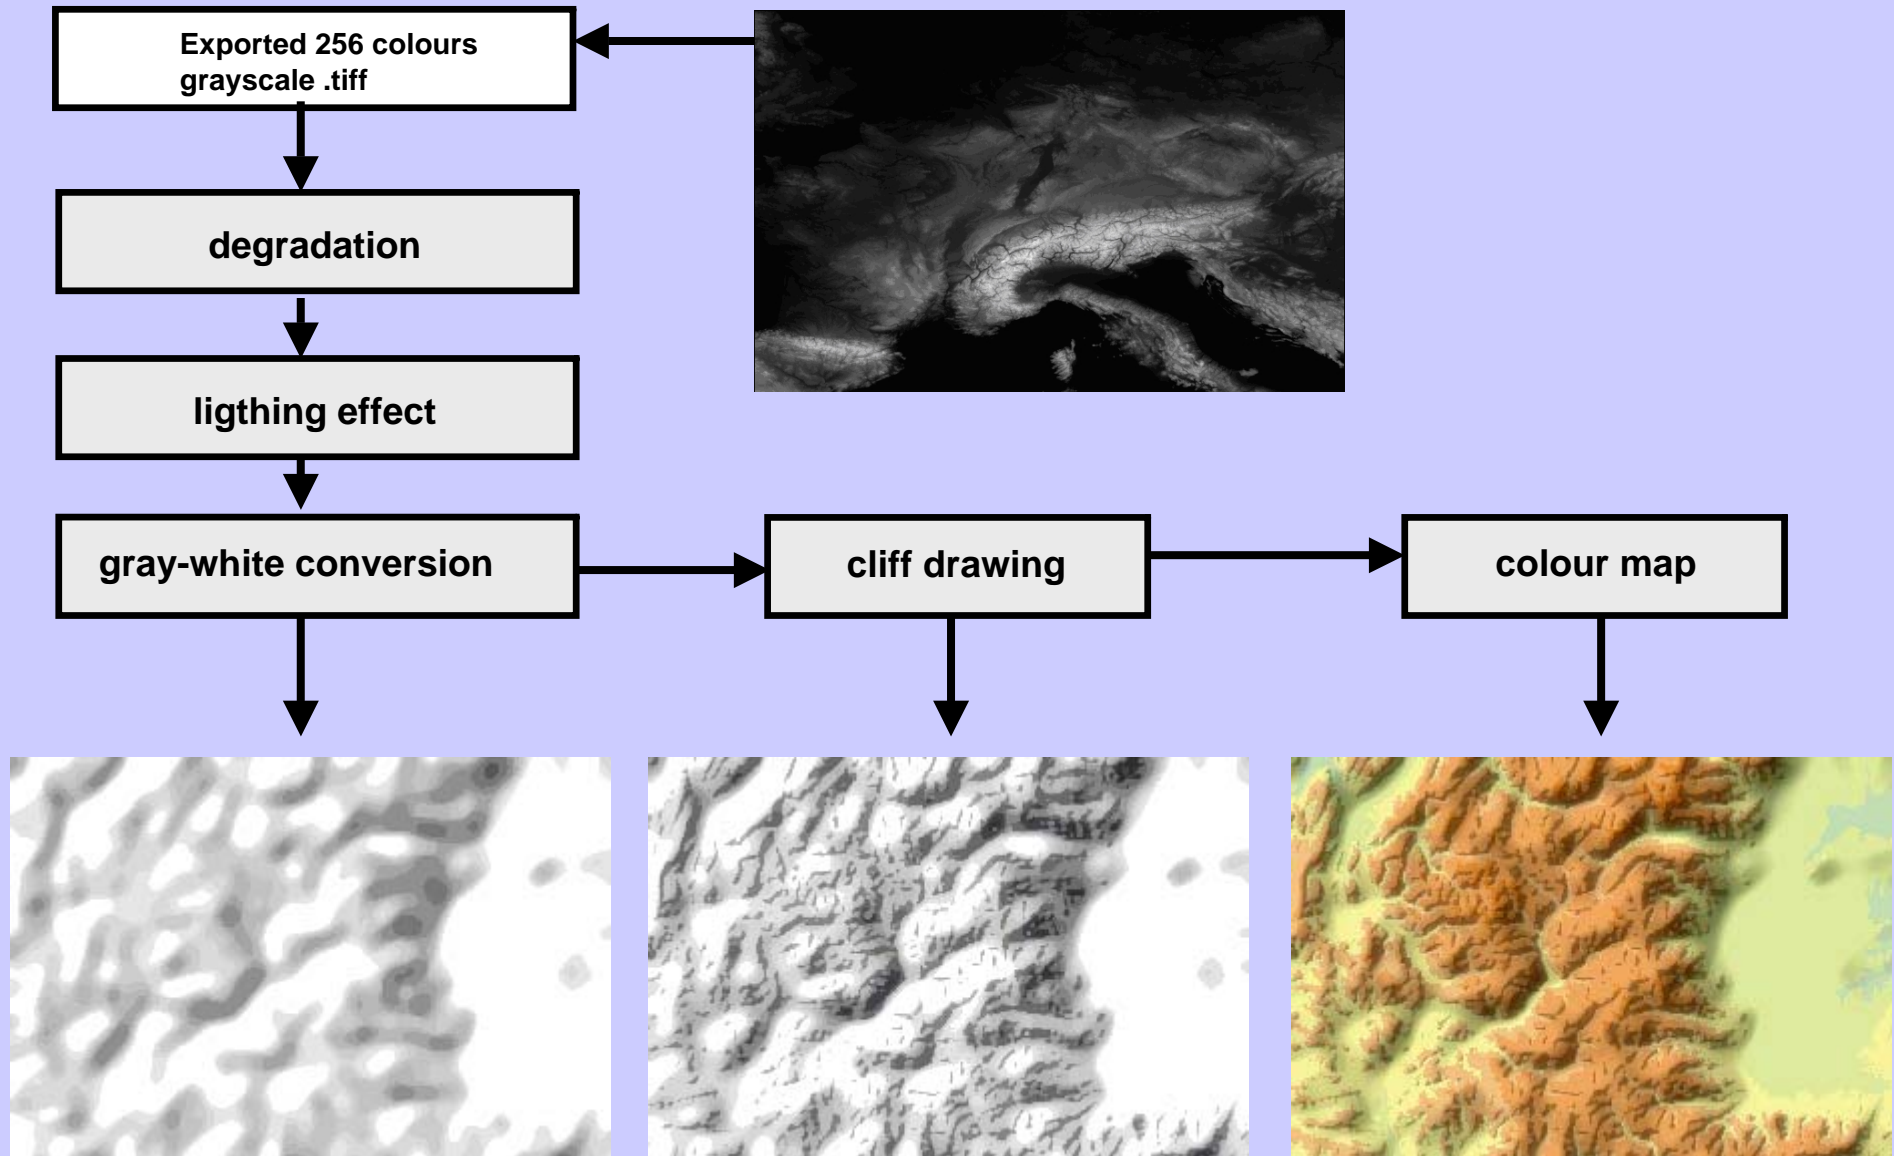 Exported 256 colours
grayscale .tiff
degradation
ligthing effect
gray-white conversion
cliff drawing
colour map